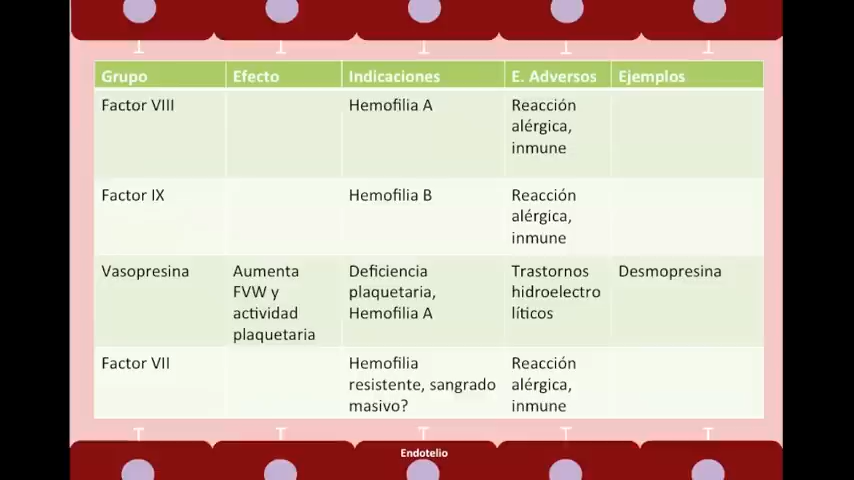 Grupo Efecto Indicaciones E. Adversos Ejemplos
Factor VIII Hemofilia A Reacción
alérgica,
inmune
Factor IX Hemofilia B Reacción
alérgica,
inmune
Vasopresina Aumenta Deficiencia Trastornos Desmopresina
FVW y plaquetaria, hidroelectro
actividad Hemofilia A líticos
plaquetaria
Factor VII Hemofilia Reacción
resistente, sangrado alérgica,
masivo? inmune
Endotelio